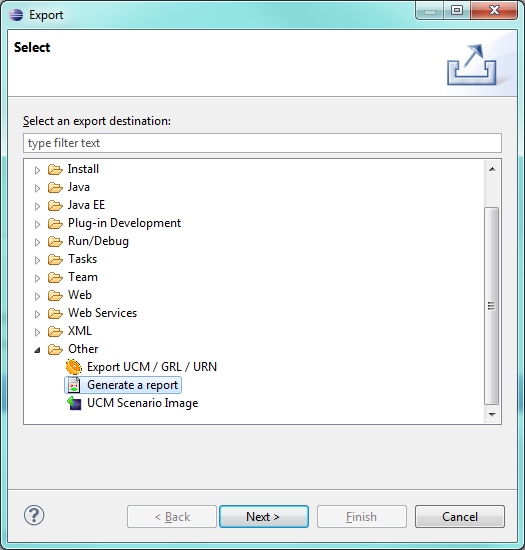 Export
Select
Select an export destination:
type filter text
Install
Java
Java EE
Plug-in Development
Run/Debug
Tasks
Team
Web
Web Services
XML
Other
Export UCM / GRL / URN
Generate a report
UCM Scenario Image
? < Back Next > Finish Cancel